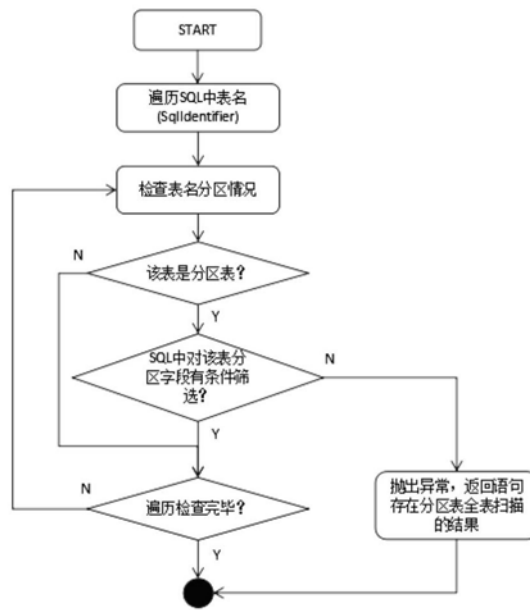 START
遍历SQL中表名
(SqlIdentifier)
检查表名分区情况
N
该表是分区表？
Y
SQL中对该表分
区字段有条件筛
选？
N
Y
N
遍历检查完毕？
抛出异常，返回语句
存在分区表全表扫描
的结果
Y